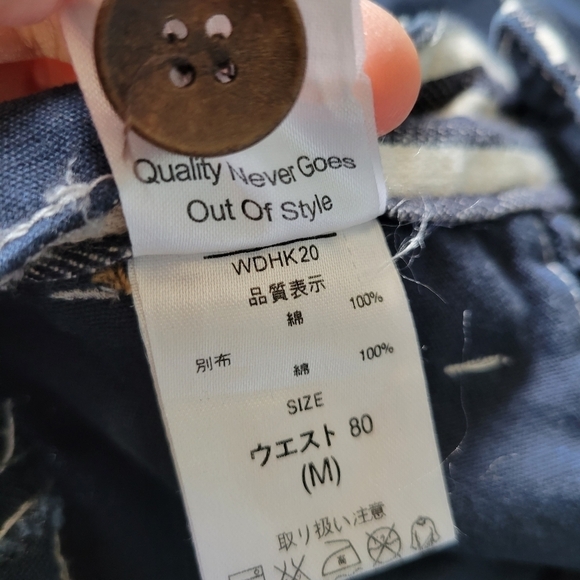 Quality Never Goes
Out Of Style
WDHK20
品質表示
綿 100%
別布 綿 100%
SIZE
ウエスト 80
(M)
取り扱い注意